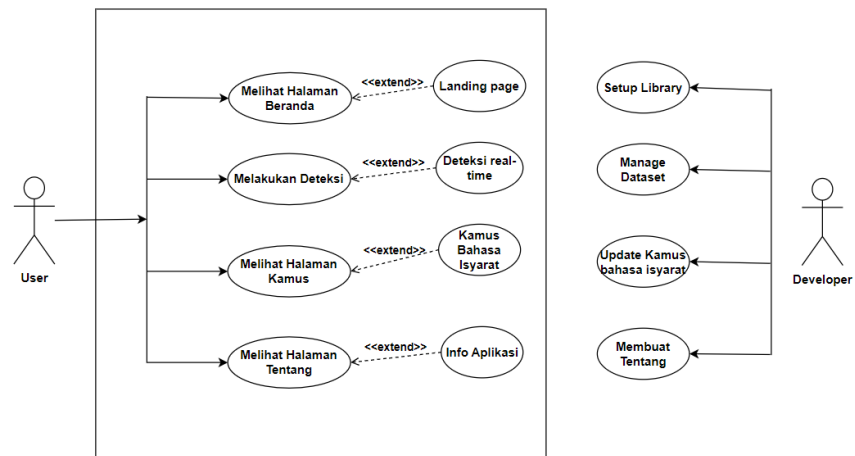 <<extend>>
Landing page
Melihat Halaman
Beranda
Setup Library
<<extend>>
Deteksi real-
time
Melakukan Deteksi
Manage
Dataset
User
<<extend>>
Kamus
Bahasa
Isyarat
Melihat Halaman
Kamus
Update Kamus
bahasa isyarat
Developer
<<extend>>
Melihat Halaman
Tentang
Info Aplikasi
Membuat
Tentang